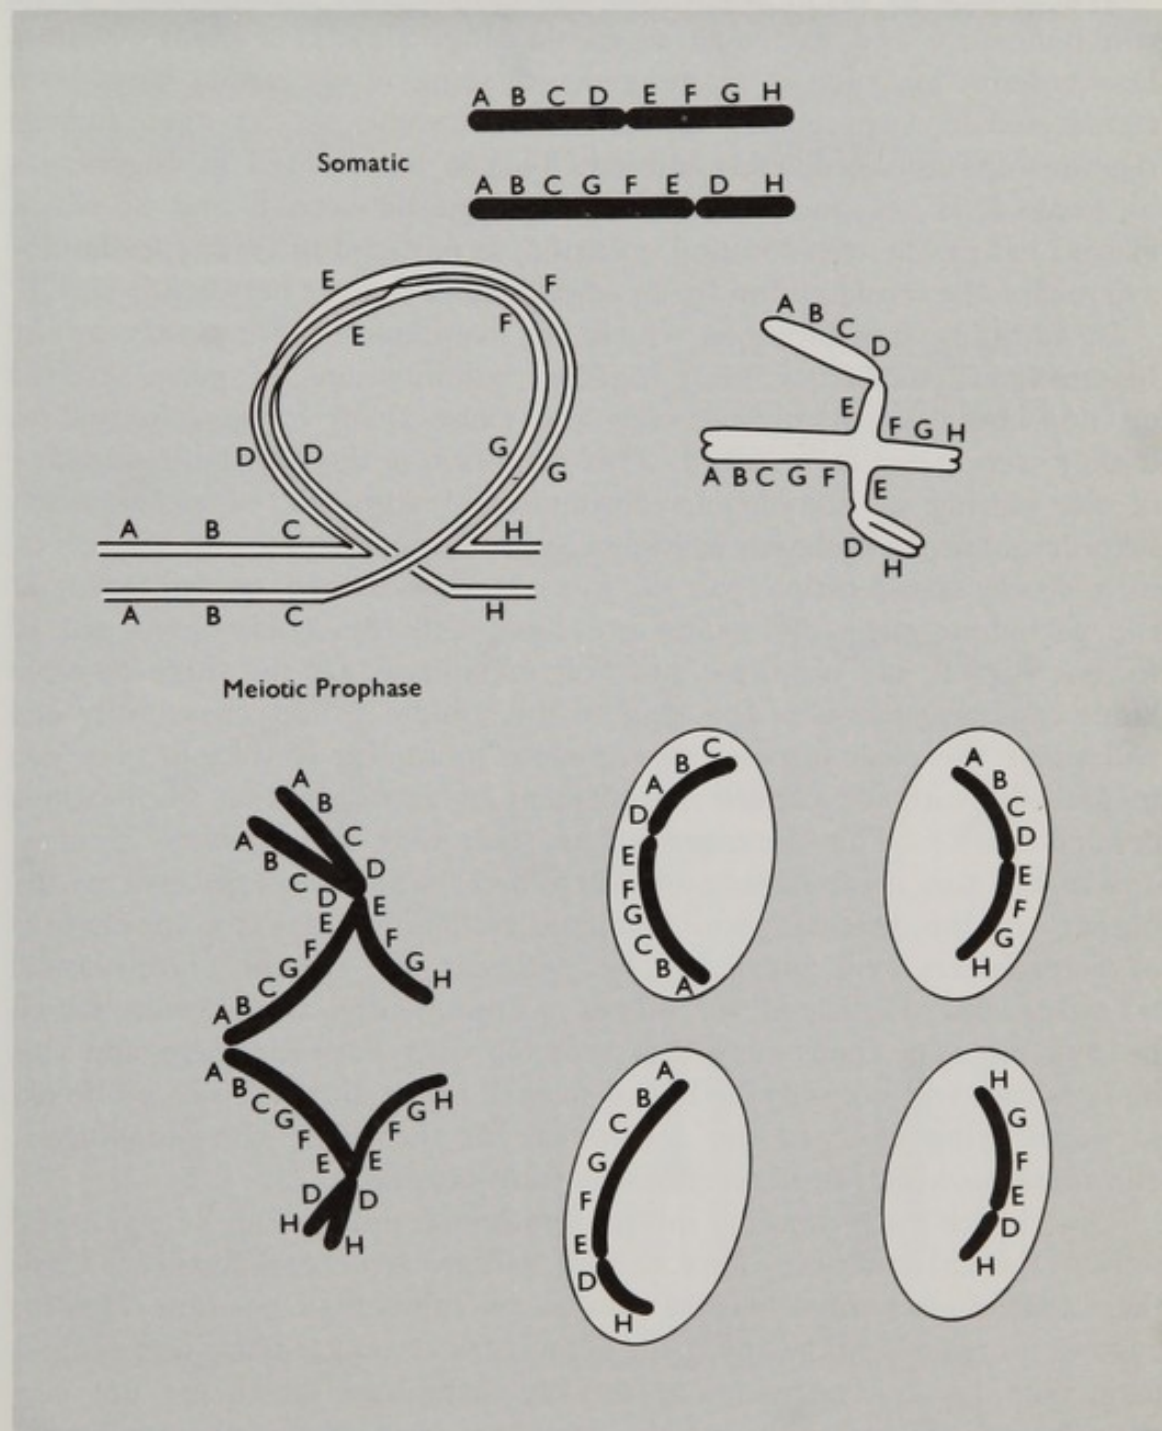 A B C D E F G H
Somatic
A B C G F E D H
E F
E F
D D G G
A B C H
A B C H
A B C D
E F G H
A B C G F E
D H
Meiotic Prophase
A B C D
A B C D
E F G H
E F G C B A
A B C G F E
H G F E
D H
D H
C B A D E F G C B A
A B C D E F G H
A B C G F E D H
H G F E D H